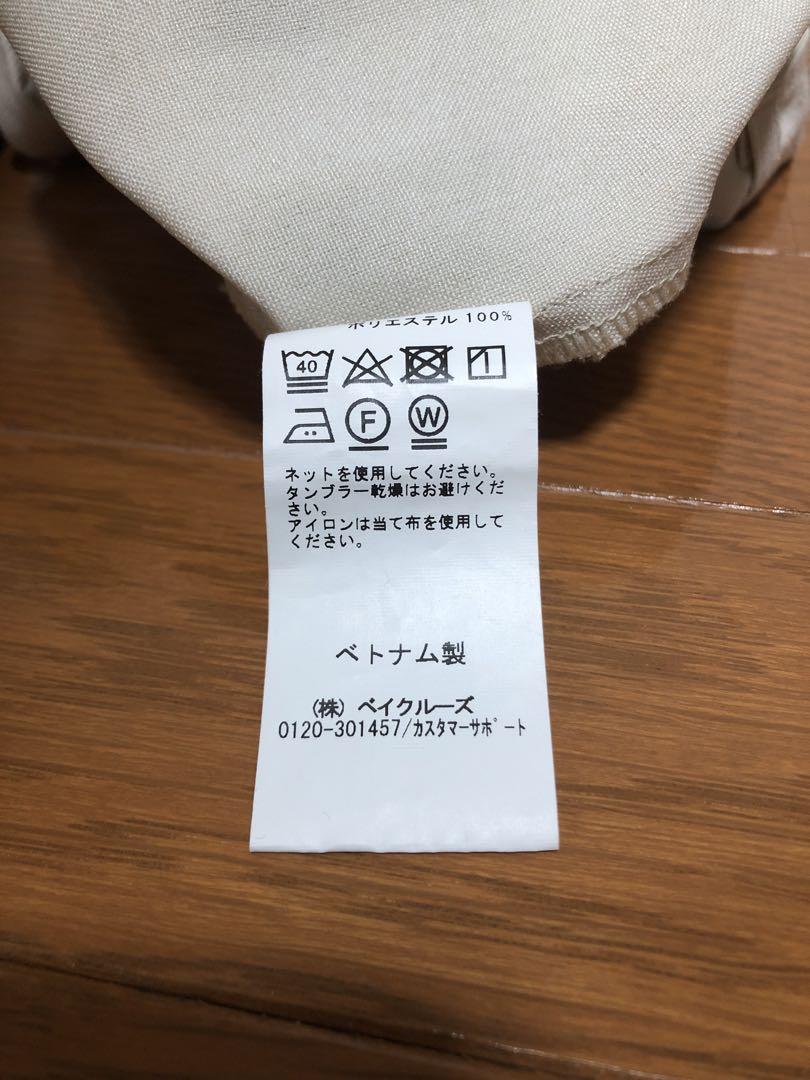 ポリエステル 100%
40
F W
ネットを使用してください。
タンブラー乾燥はお避けくだ
さい。
アイロンは当て布を使用して
ください。
ベトナム製
(株) ベイクルーズ
0120-301457/カスタマーサポート